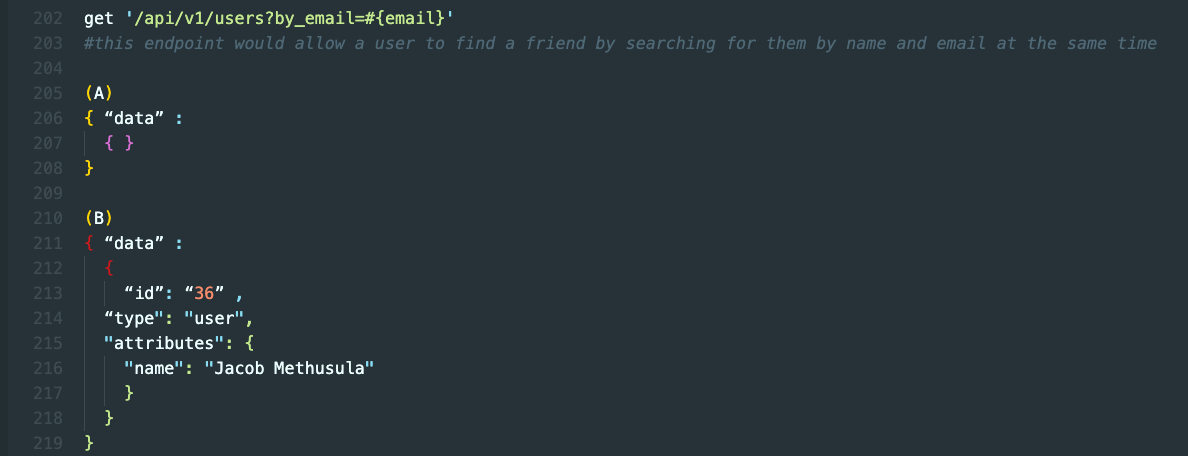 202 get '/api/v1/users?by_email=#{email}'
203 #this endpoint would allow a user to find a friend by searching for them by name and email at the same time
204
205 (A)
206 { “data” :
207 { }
208 }
209
210 (B)
211 { “data” :
212 {
213 “id”: “36” ,
214 “type": "user",
215 "attributes": {
216 "name": "Jacob Methusula"
217 }
218 }
219 }